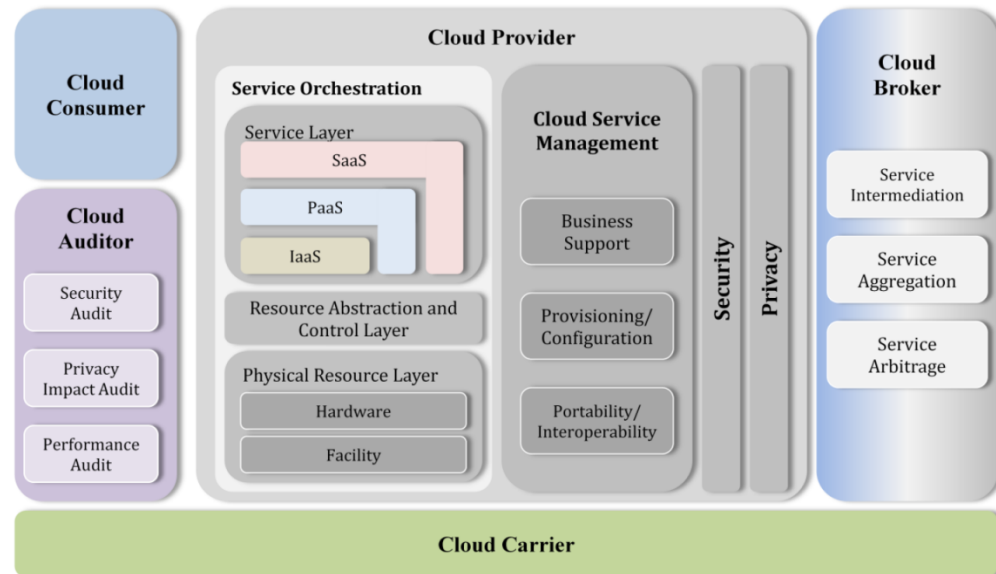 Cloud
Consumer
Cloud
Auditor
Security
Audit
Privacy
Impact Audit
Performance
Audit
Cloud Provider
Service Orchestration
Service Layer
SaaS
PaaS
IaaS
Resource Abstraction and
Control Layer
Physical Resource Layer
Hardware
Facility
Cloud Service
Management
Business
Support
Provisioning/
Configuration
Portability/
Interoperability
Security
Privacy
Cloud
Broker
Service
Intermediation
Service
Aggregation
Service
Arbitrage
Cloud Carrier